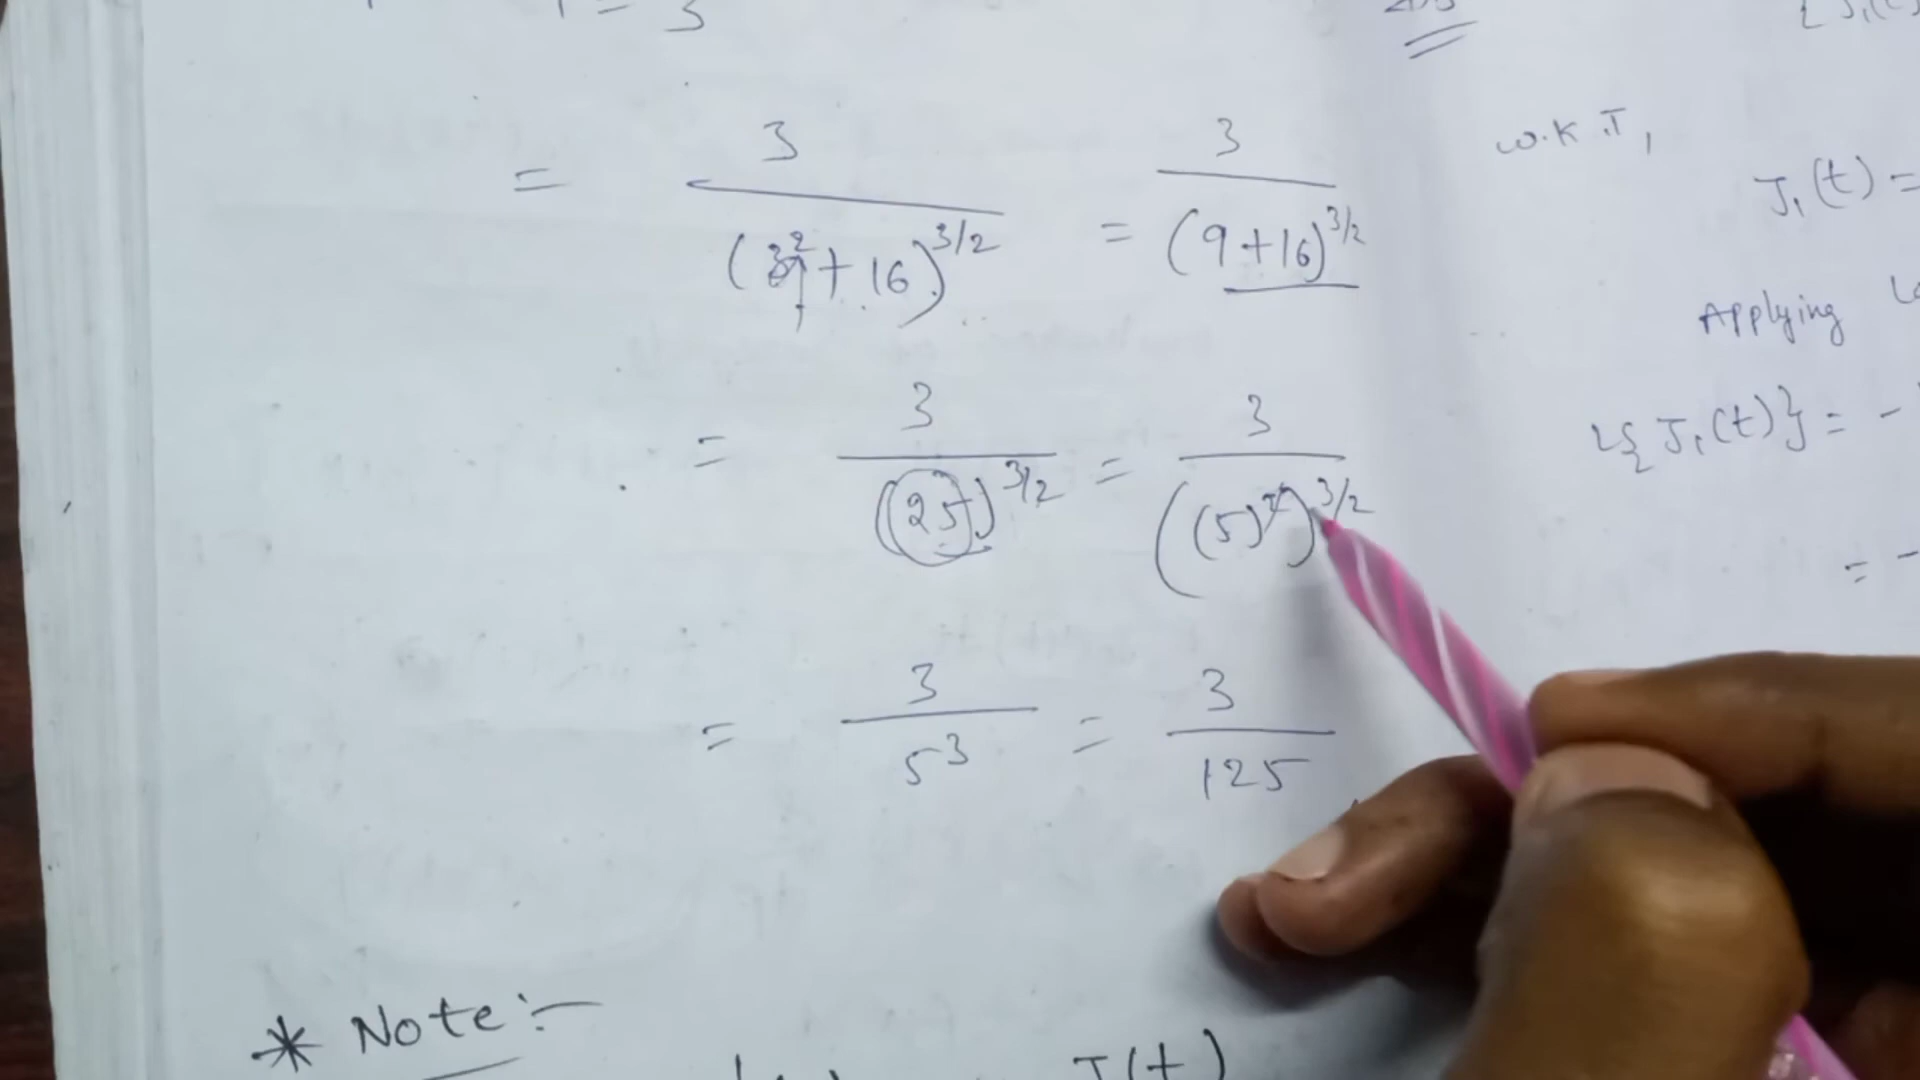 = 3
= 3 / (3² + 16)^3/2 = 3 / (9+16)^3/2
= 3 / (25)^3/2 = 3 / ((5)²)^3/2
= 3 / 5³ = 3 / 125
* Note :-
J(t)
W.K.T,
J₁(t) =
Applying
L{J₁(t)} = -
= -